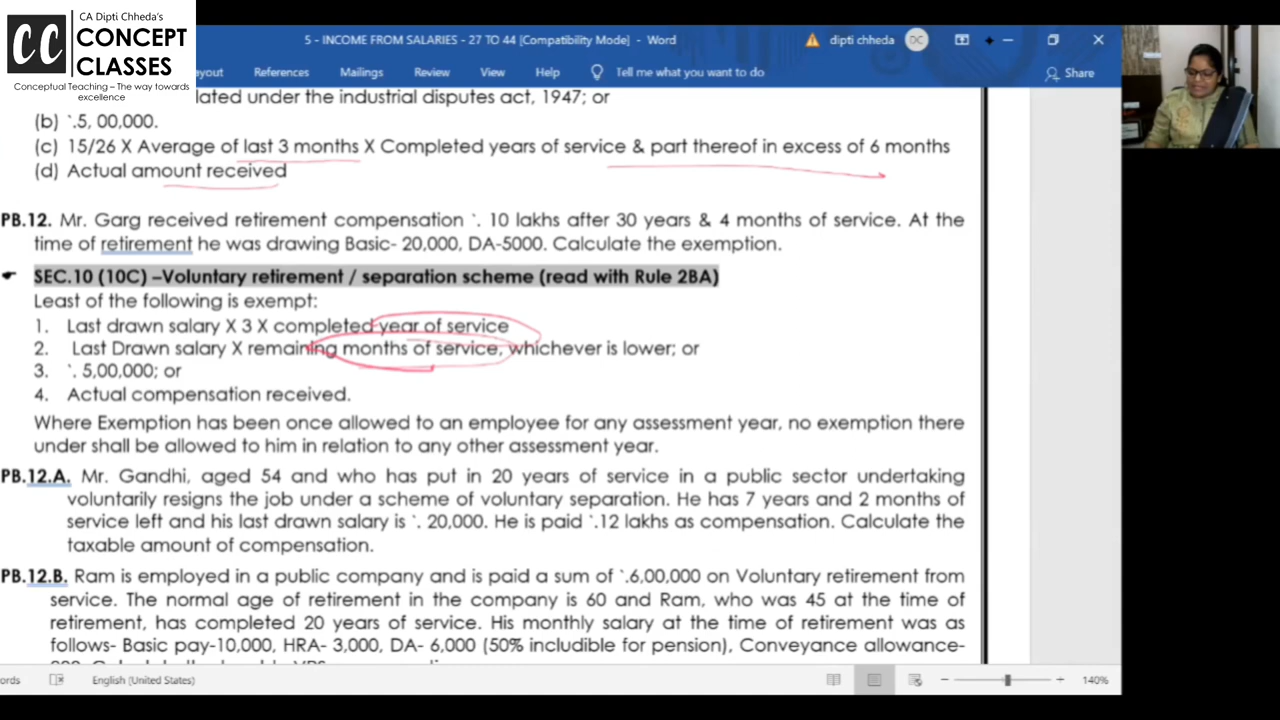 CA Dipti Chheda's
CC CONCEPT
CLASSES
Conceptual Teaching – The way towards
excellence
5 - INCOME FROM SALARIES - 27 TO 44 [Compatibility Mode] - Word
dipti chheda
DC
ayout References Mailings Review View Help Tell me what you want to do Share
lated under the industrial disputes act, 1947; or
(b) `.5, 00,000.
(c) 15/26 X Average of last 3 months X Completed years of service & part thereof in excess of 6 months
(d) Actual amount received
PB.12. Mr. Garg received retirement compensation `. 10 lakhs after 30 years & 4 months of service. At the
time of retirement he was drawing Basic- 20,000, DA-5000. Calculate the exemption.
SEC.10 (10C) –Voluntary retirement / separation scheme (read with Rule 2BA)
Least of the following is exempt:
1. Last drawn salary X 3 X completed year of service
2. Last Drawn salary X remaining months of service, whichever is lower; or
3. `. 5,00,000; or
4. Actual compensation received.
Where Exemption has been once allowed to an employee for any assessment year, no exemption there
under shall be allowed to him in relation to any other assessment year.
PB.12.A. Mr. Gandhi, aged 54 and who has put in 20 years of service in a public sector undertaking
voluntarily resigns the job under a scheme of voluntary separation. He has 7 years and 2 months of
service left and his last drawn salary is `. 20,000. He is paid `.12 lakhs as compensation. Calculate the
taxable amount of compensation.
PB.12.B. Ram is employed in a public company and is paid a sum of `.6,00,000 on Voluntary retirement from
service. The normal age of retirement in the company is 60 and Ram, who was 45 at the time of
retirement, has completed 20 years of service. His monthly salary at the time of retirement was as
follows- Basic pay-10,000, HRA- 3,000, DA- 6,000 (50% includible for pension), Conveyance allowance-
ords English (United States) 140%